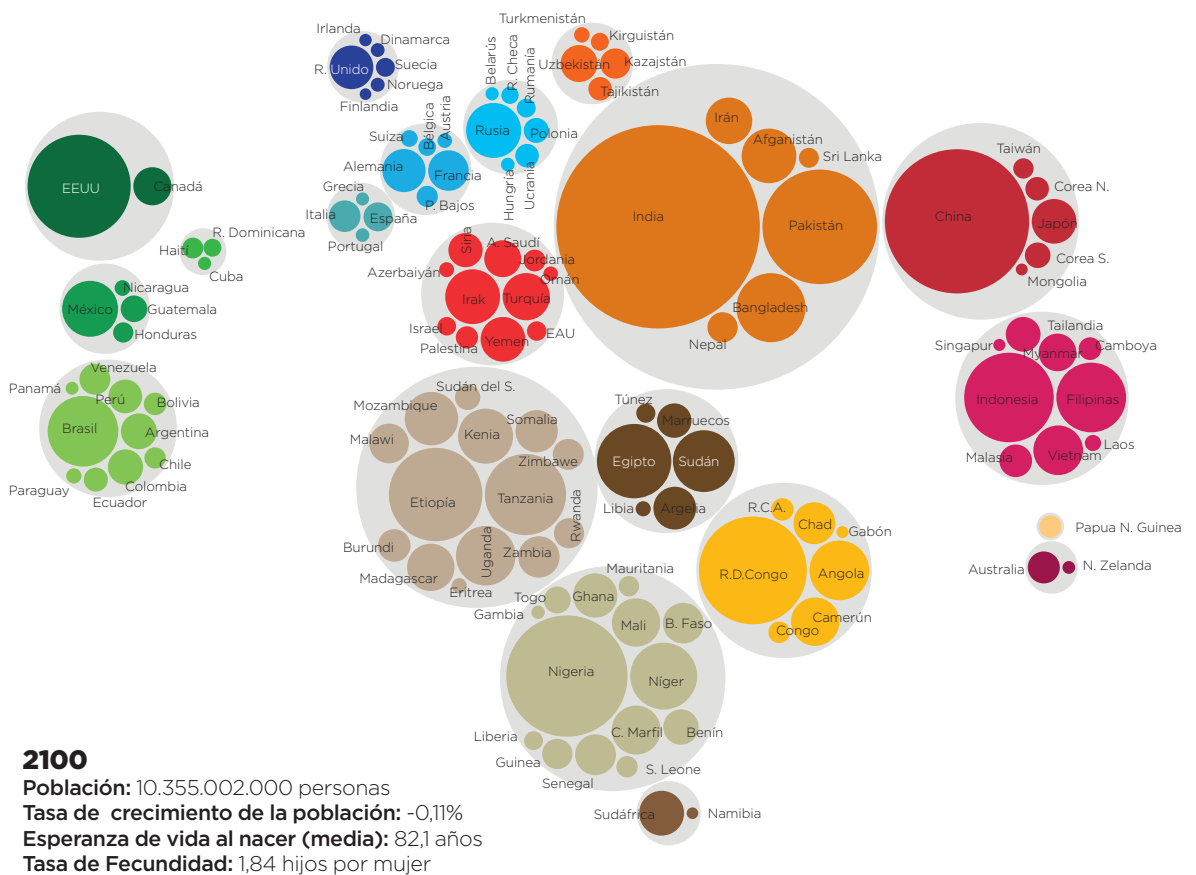 Irlanda
Dinamarca
R. Unido
Suecia
Noruega
Finlandia
Belarús
R. Checa
Rumanía
Rusia
Polonia
Hungría
Ucrania
Turkmenistán
Kirguistán
Uzbekistán
Kazajstán
Tajikistán
Suiza
Bélgica
Austria
Alemania
Francia
P. Bajos
Grecia
Italia
España
Portugal
EEUU
Canadá
R. Dominicana
Haití
Cuba
Nicaragua
México
Guatemala
Honduras
Venezuela
Panamá
Perú
Bolivia
Brasil
Argentina
Chile
Paraguay
Colombia
Ecuador
Siria
A. Saudí
Jordania
Azerbaiyán
Omán
Irak
Turquía
Israel
EAU
Palestina
Yemen
Irán
Afganistán
Sri Lanka
India
Pakistán
Bangladesh
Nepal
Taiwán
Corea N.
China
Japón
Corea S.
Mongolia
Tailandia
Singapur
Myanmar
Camboya
Indonesia
Filipinas
Laos
Malasia
Vietnam
Sudán del S.
Mozambique
Somalia
Malawi
Kenia
Zimbawe
Etiopía
Tanzania
Rwanda
Burundi
Uganda
Zambia
Madagascar
Eritrea
Túnez
Marruecos
Egipto
Sudán
Libia
Argelia
R.C.A.
Chad
Gabón
R.D.Congo
Angola
Camerún
Congo
Papua N. Guinea
Australia
N. Zelanda
Mauritania
Togo
Ghana
Gambia
Mali
B. Faso
Nigeria
Níger
C. Marfil
Benín
Liberia
Guinea
Senegal
S. Leone
Sudáfrica
Namibia
2100
Población: 10.355.002.000 personas
Tasa de crecimiento de la población: -0,11%
Esperanza de vida al nacer (media): 82,1 años
Tasa de Fecundidad: 1,84 hijos por mujer